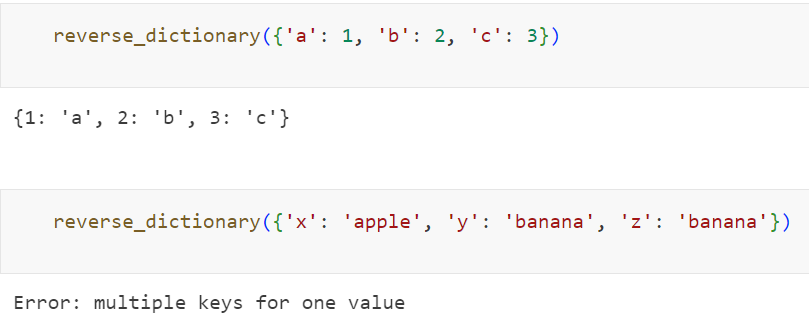 reverse_dictionary({'a': 1, 'b': 2, 'c': 3})
{1: 'a', 2: 'b', 3: 'c'}
reverse_dictionary({'x': 'apple', 'y': 'banana', 'z': 'banana'})
Error: multiple keys for one value